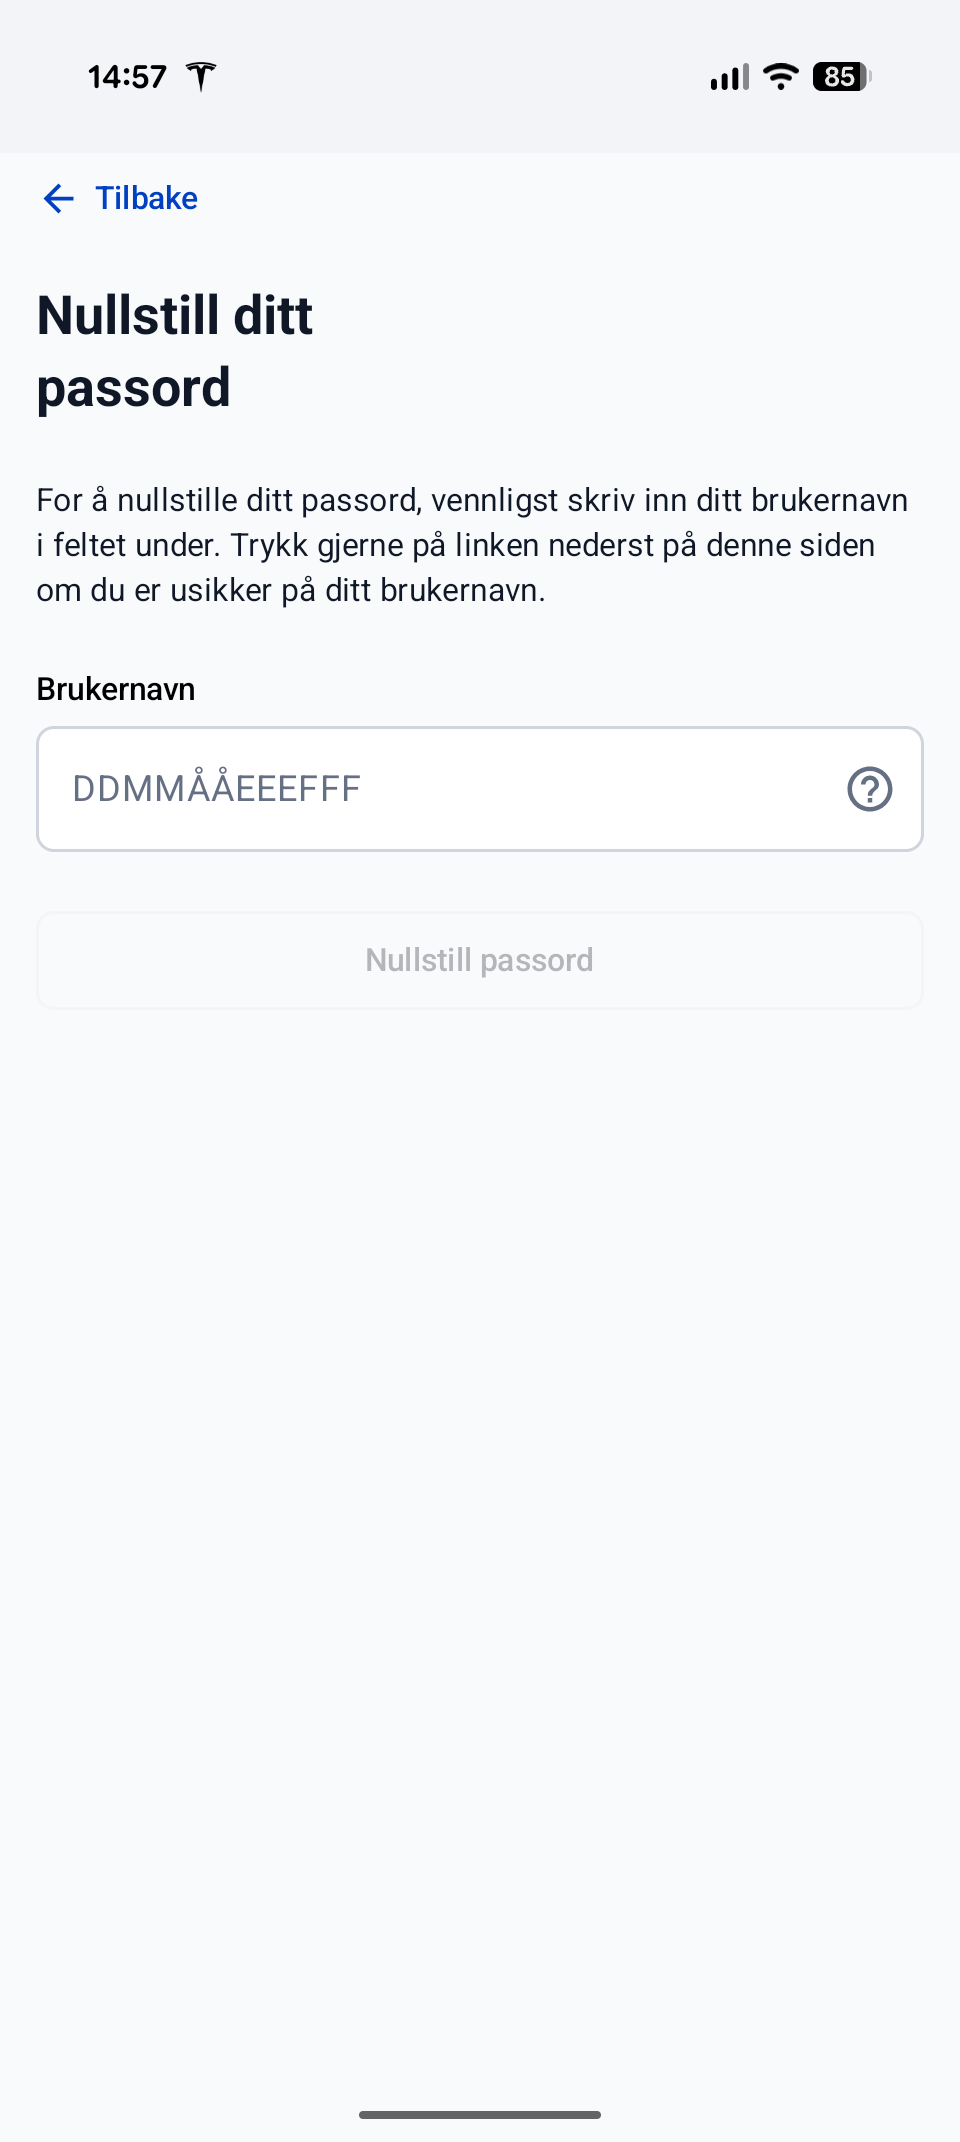 14:57
85
Tilbake
Nullstill ditt
passord
For å nullstille ditt passord, vennligst skriv inn ditt brukernavn
i feltet under. Trykk gjerne på linken nederst på denne siden
om du er usikker på ditt brukernavn.
Brukernavn
DDMMÅÅEEEFFF
Nullstill passord